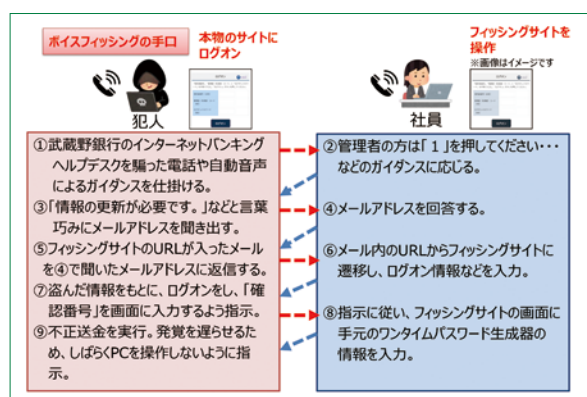 ボイスフィッシングの手口
本物のサイトに
ログオン
フィッシングサイトを
操作
※画像はイメージです
犯人
社員
①武蔵野銀行のインターネットバンキング
ヘルプデスクを騙った電話や自動音声
によるガイダンスを仕掛ける。
②管理者の方は「１」を押してください・・・
などのガイダンスに応じる。
③「情報の更新が必要です。」などと言葉
巧みにメールアドレスを聞き出す。
④メールアドレスを回答する。
⑤フィッシングサイトのURLが入ったメール
を④で聞いたメールアドレスに返信する。
⑥メール内のURLからフィッシングサイトに
遷移し、ログオン情報などを入力。
⑦盗んだ情報をもとに、ログオンをし、「確
認番号」を画面に入力するよう指示。
⑧指示に従い、フィッシングサイトの画面に
手元のワンタイムパスワード生成器の
情報を入力。
⑨不正送金を実行。発覚を遅らせるた
め、しばらくPCを操作しないように指
示。